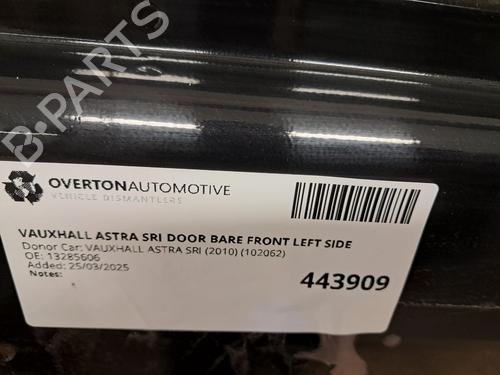 B-PARTS
OVERTONAUTOMOTIVE
VEHICLE DISMANTLERS
VAUXHALL ASTRA SRI DOOR BARE FRONT LEFT SIDE
Donor Car: VAUXHALL ASTRA SRI (2010) (102062)
OE: 13285606
Added: 25/03/2025
Notes:
443909